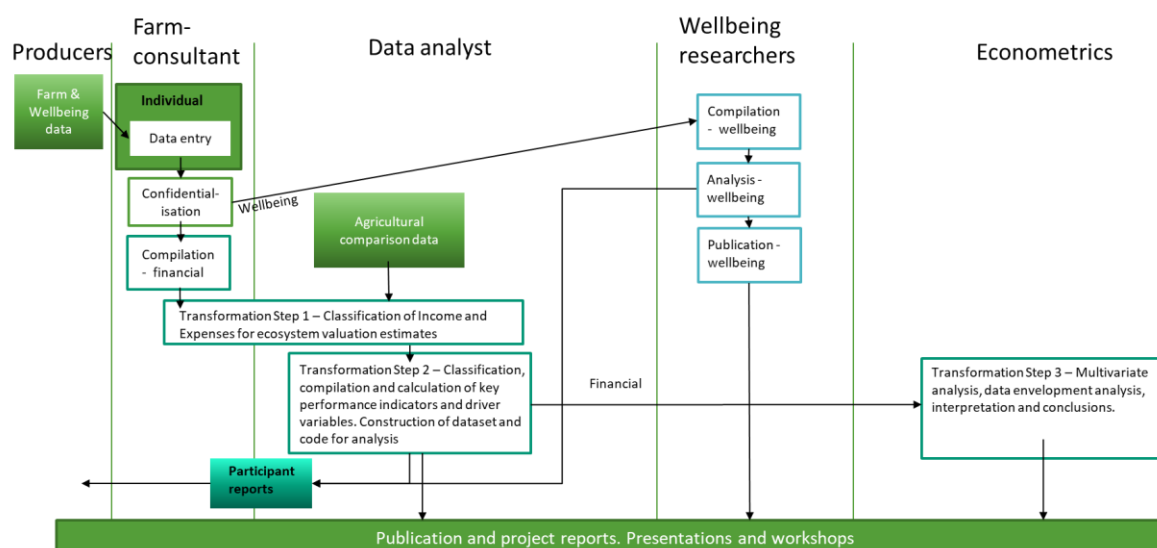 Producers
Farm-
consultant
Data analyst
Wellbeing
researchers
Econometrics
Farm &
Wellbeing
data
Individual
Data entry
Confidential-
isation
Wellbeing
Compilation
- financial
Agricultural
comparison data
Compilation
- wellbeing
Analysis -
wellbeing
Publication -
wellbeing
Transformation Step 1 – Classification of Income and
Expenses for ecosystem valuation estimates
Transformation Step 2 – Classification,
compilation and calculation of key
performance indicators and driver
variables. Construction of dataset and
code for analysis
Financial
Transformation Step 3 – Multivariate
analysis, data envelopment analysis,
interpretation and conclusions.
Participant
reports
Publication and project reports. Presentations and workshops